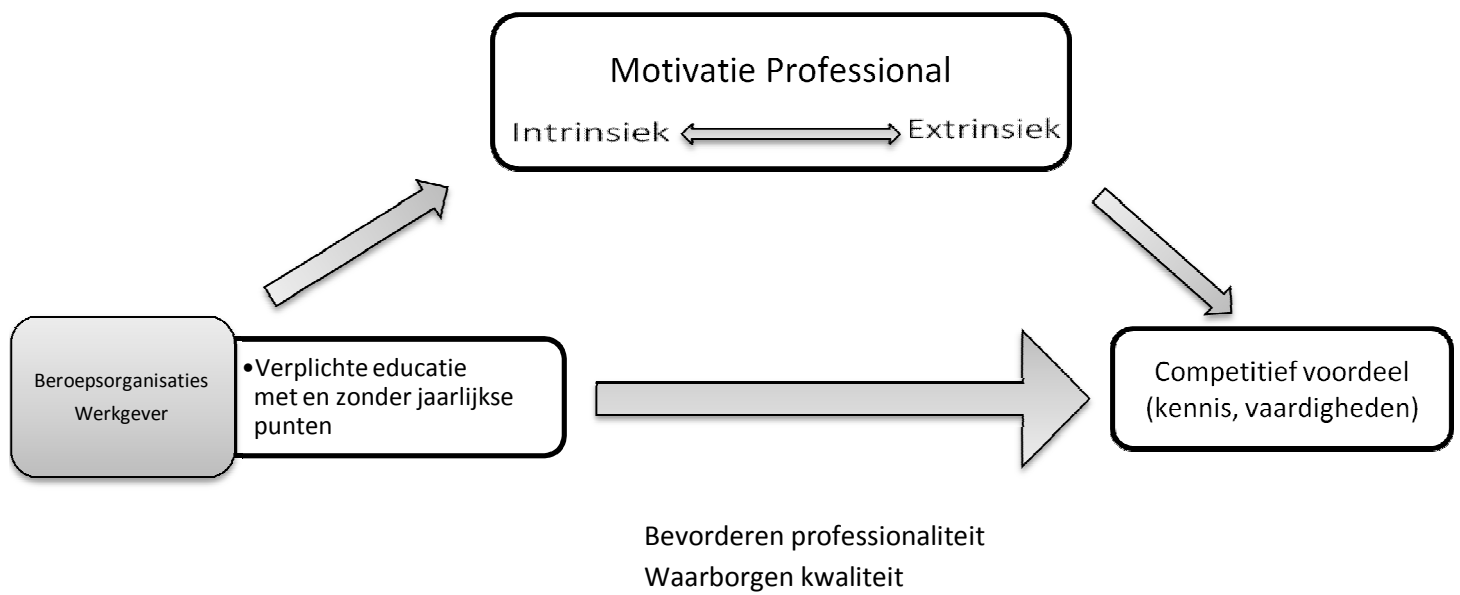 Motivatie Professional
Intrinsiek
Extrinsiek
Beroepsorganisaties
Werkgever
•Verplichte educatie
met en zonder jaarlijkse
punten
Competitief voordeel
(kennis, vaardigheden)
Bevorderen professionaliteit
Waarborgen kwaliteit